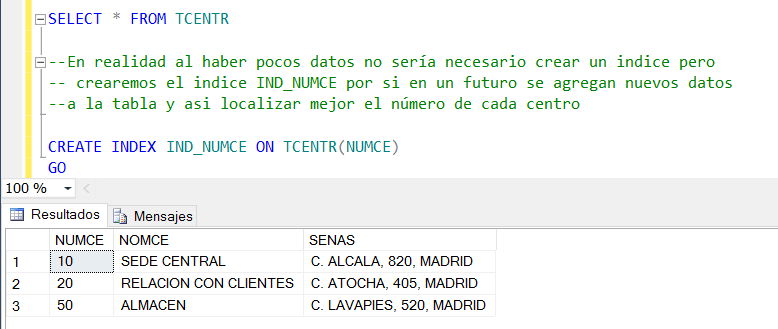 SELECT * FROM TCENTR
--En realidad al haber pocos datos no sería necesario crear un indice pero
-- crearemos el indice IND_NUMCE por si en un futuro se agregan nuevos datos
--a la tabla y asi localizar mejor el número de cada centro
CREATE INDEX IND_NUMCE ON TCENTR(NUMCE)
GO
100 %
Resultados Mensajes
NUMCE NOMCE SENAS
1 10 SEDE CENTRAL C. ALCALA, 820, MADRID
2 20 RELACION CON CLIENTES C. ATOCHA, 405, MADRID
3 50 ALMACEN C. LAVAPIES, 520, MADRID